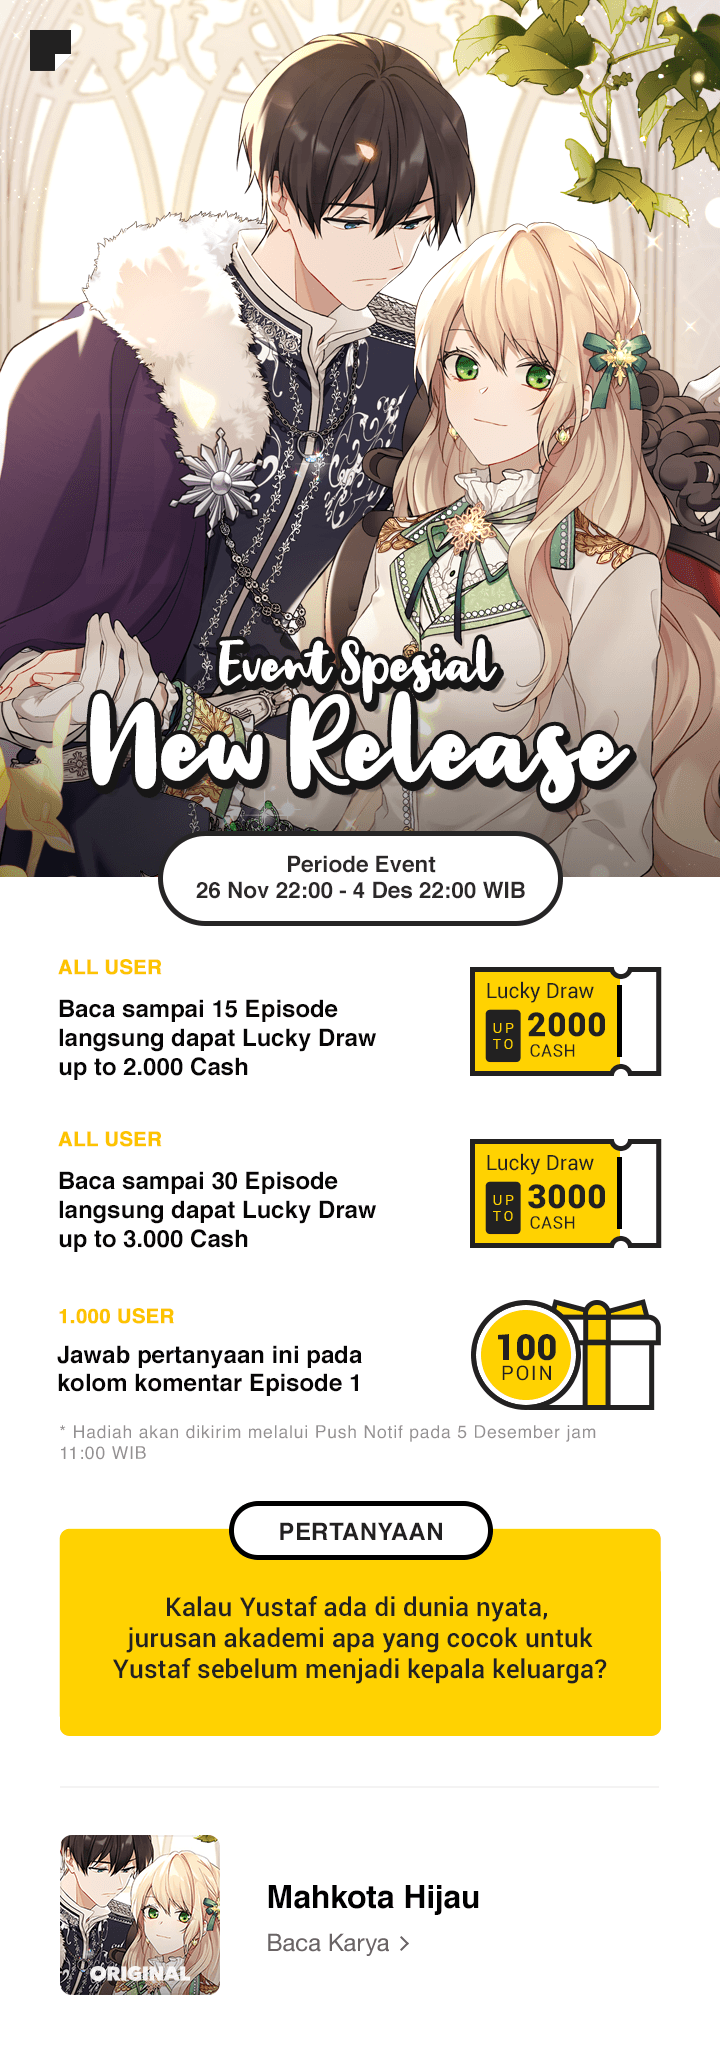 Event Spesial
New Release
Periode Event
26 Nov 22:00 - 4 Des 22:00 WIB
ALL USER
Baca sampai 15 Episode
langsung dapat Lucky Draw
up to 2.000 Cash
Lucky Draw
UP TO 2000
CASH
ALL USER
Baca sampai 30 Episode
langsung dapat Lucky Draw
up to 3.000 Cash
Lucky Draw
UP TO 3000
CASH
1.000 USER
Jawab pertanyaan ini pada
kolom komentar Episode 1
100
POIN
* Hadiah akan dikirim melalui Push Notif pada 5 Desember jam
11:00 WIB
PERTANYAAN
Kalau Yustaf ada di dunia nyata,
jurusan akademi apa yang cocok untuk
Yustaf sebelum menjadi kepala keluarga?
ORIGINAL
Mahkota Hijau
Baca Karya >